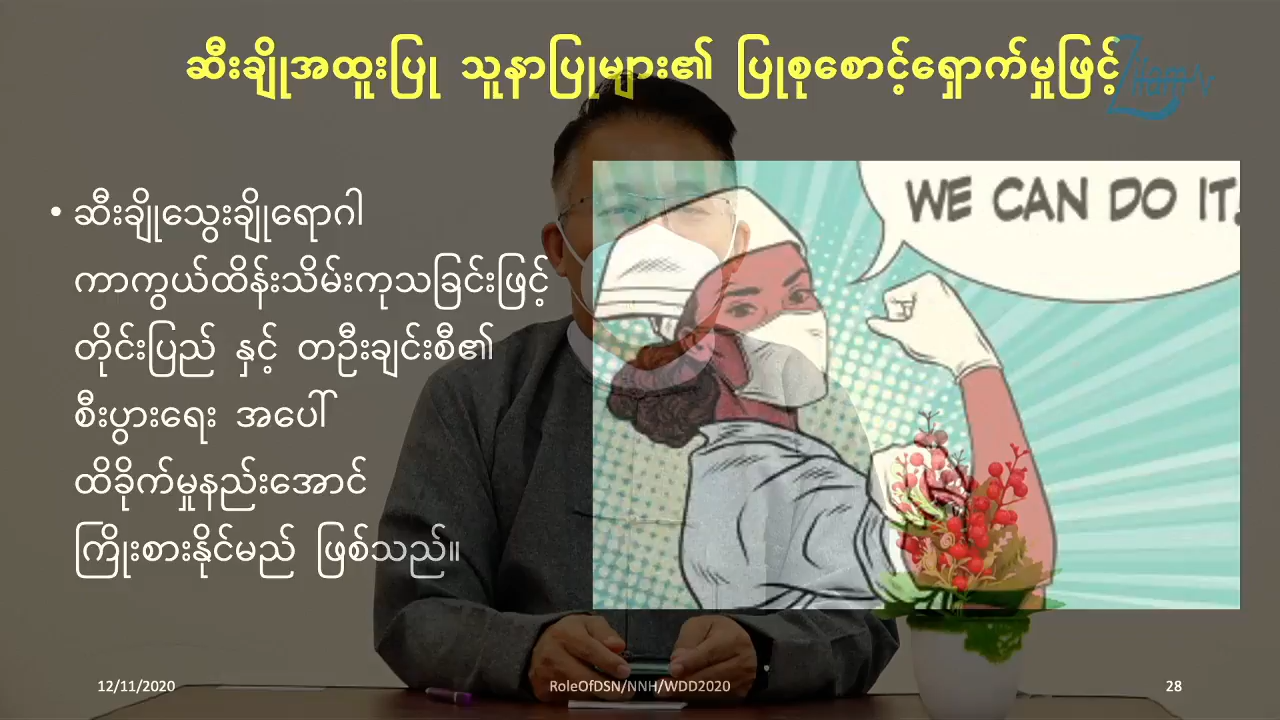 ဆီးချိုအထူးပြု သူနာပြုများ၏ ပြုစုစောင့်ရှောက်မှုဖြင့်
WE CAN DO IT.
• ဆီးချိုသွေးချိုရောဂါ
ကာကွယ်ထိန်းသိမ်းကုသခြင်းဖြင့်
တိုင်းပြည် နှင့် တဦးချင်းစီ၏
စီးပွားရေး အပေါ်
ထိခိုက်မှုနည်းအောင်
ကြိုးစားနိုင်မည် ဖြစ်သည်။
12/11/2020
RoleOfDSN/NNH/WDD2020
28